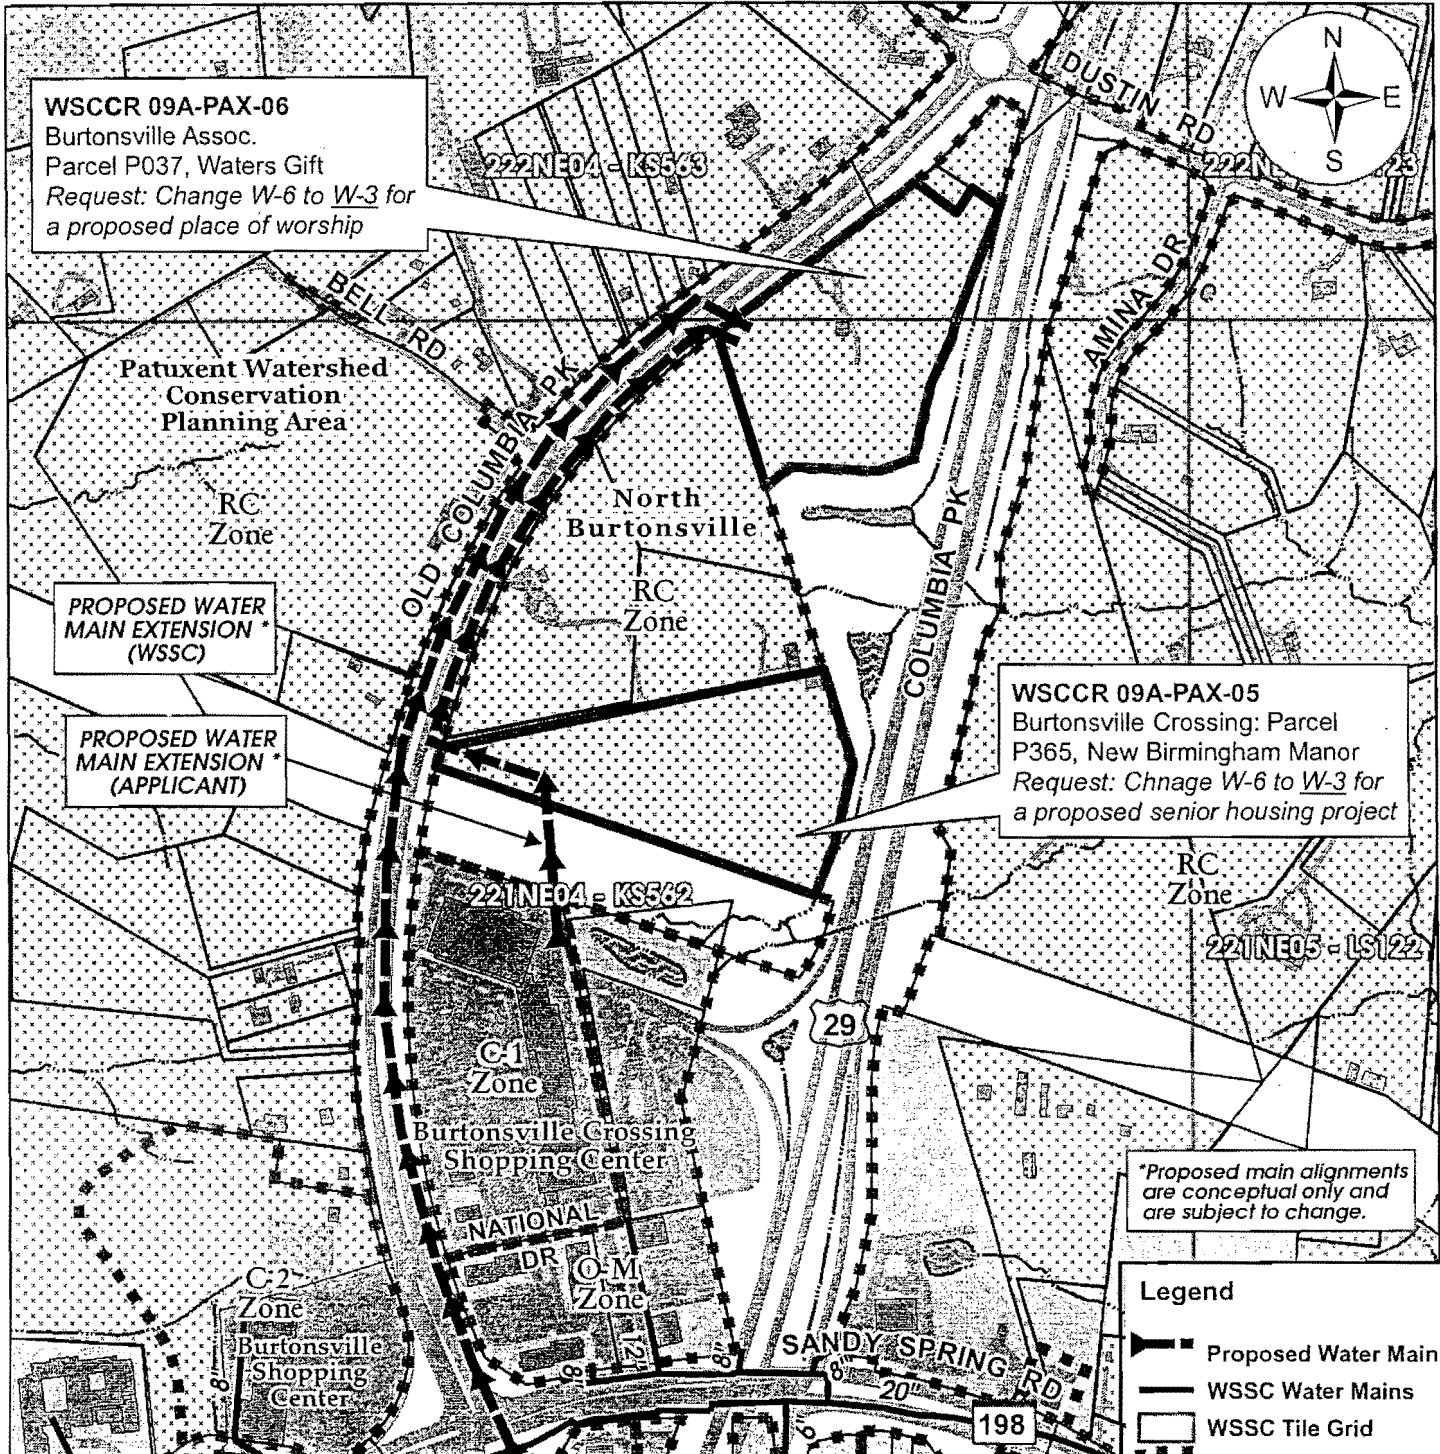 N
W E
S
DUSTIN RD
WSCCR 09A-PAX-06
Burtonsville Assoc.
Parcel P037, Waters Gift
Request: Change W-6 to W-3 for
a proposed place of worship
222NE04 - KS563
AMINA DR
BELL RD
Patuxent Watershed
Conservation
Planning Area
OLD COLUMBIA PK
RC
Zone
North
Burtonsville
RC
Zone
COLUMBIA PK
PROPOSED WATER
MAIN EXTENSION *
(WSSC)
PROPOSED WATER
MAIN EXTENSION *
(APPLICANT)
WSCCR 09A-PAX-05
Burtonsville Crossing: Parcel
P365, New Birmingham Manor
Request: Chnage W-6 to W-3 for
a proposed senior housing project
RC
Zone
221NE04 - KS562
221NE05 - LS122
29
C-1
Zone
Burtonsville Crossing
Shopping Center
*Proposed main alignments
are conceptual only and
are subject to change.
NATIONAL
DR
O-M
Zone
C-2
Zone
Burtonsville
Shopping
Center
8"
8"
12"
8"
SANDY SPRING RD
8"
20"
198
6"
Legend
Proposed Water Main
WSSC Water Mains
WSSC Tile Grid